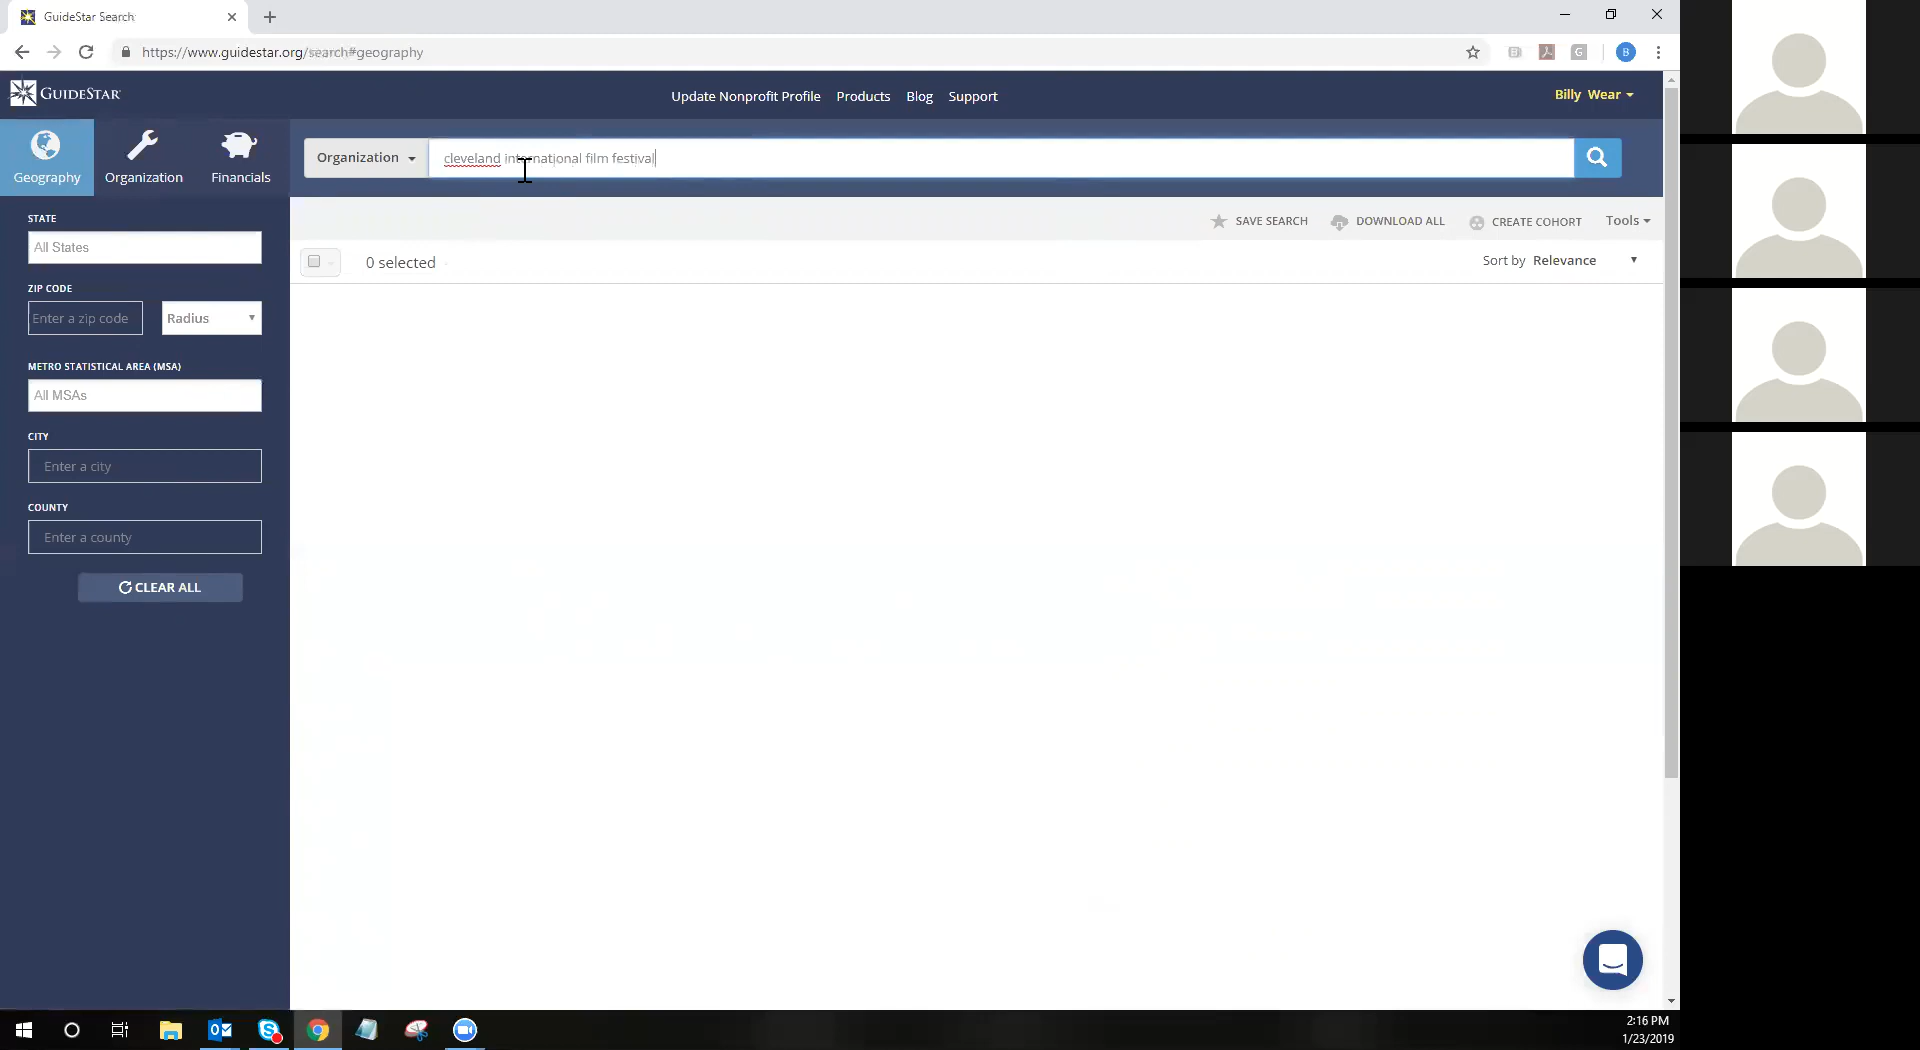 GuideStar Search
https://www.guidestar.org/search#geography
B
GUIDESTAR
Update Nonprofit Profile Products Blog Support
Billy Wear
Geography Organization Financials
Organization cleveland international film festival
STATE
All States
SAVE SEARCH DOWNLOAD ALL CREATE COHORT Tools
0 selected
Sort by Relevance
ZIP CODE
Enter a zip code Radius
METRO STATISTICAL AREA (MSA)
All MSAs
CITY
Enter a city
COUNTY
Enter a county
CLEAR ALL
2:16 PM
1/23/2019